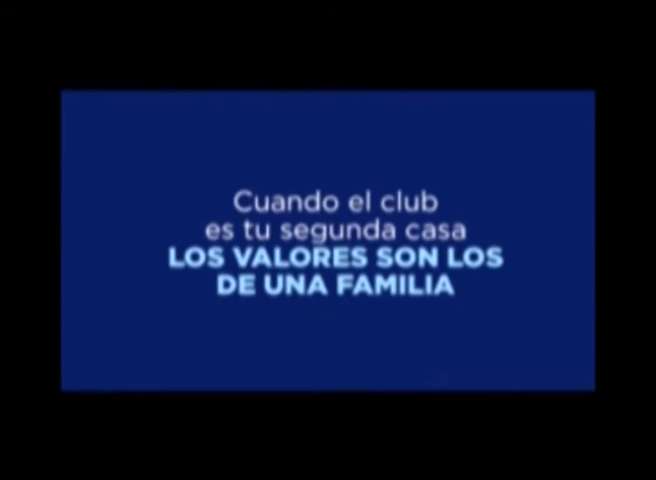 Cuando el club
es tu segunda casa
LOS VALORES SON LOS
DE UNA FAMILIA